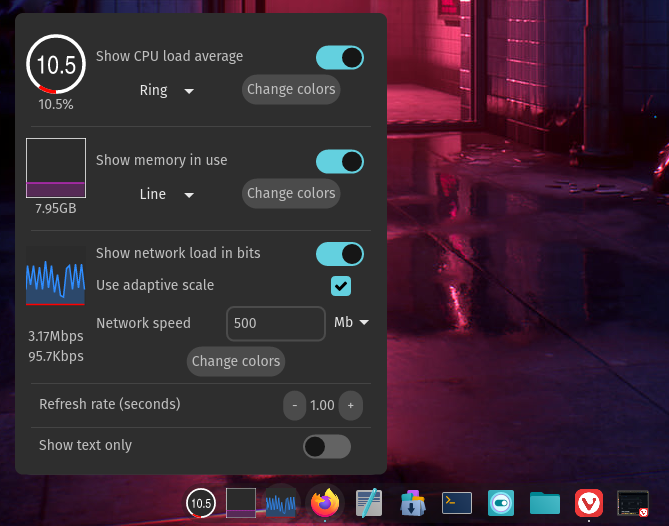 10.5
Show CPU load average
10.5%
Ring
Change colors
Show memory in use
7.95GB
Line
Change colors
Show network load in bits
Use adaptive scale
3.17Mbps
95.7Kbps
Network speed 500 Mb
Change colors
Refresh rate (seconds) - 1.00 +
Show text only
10.5